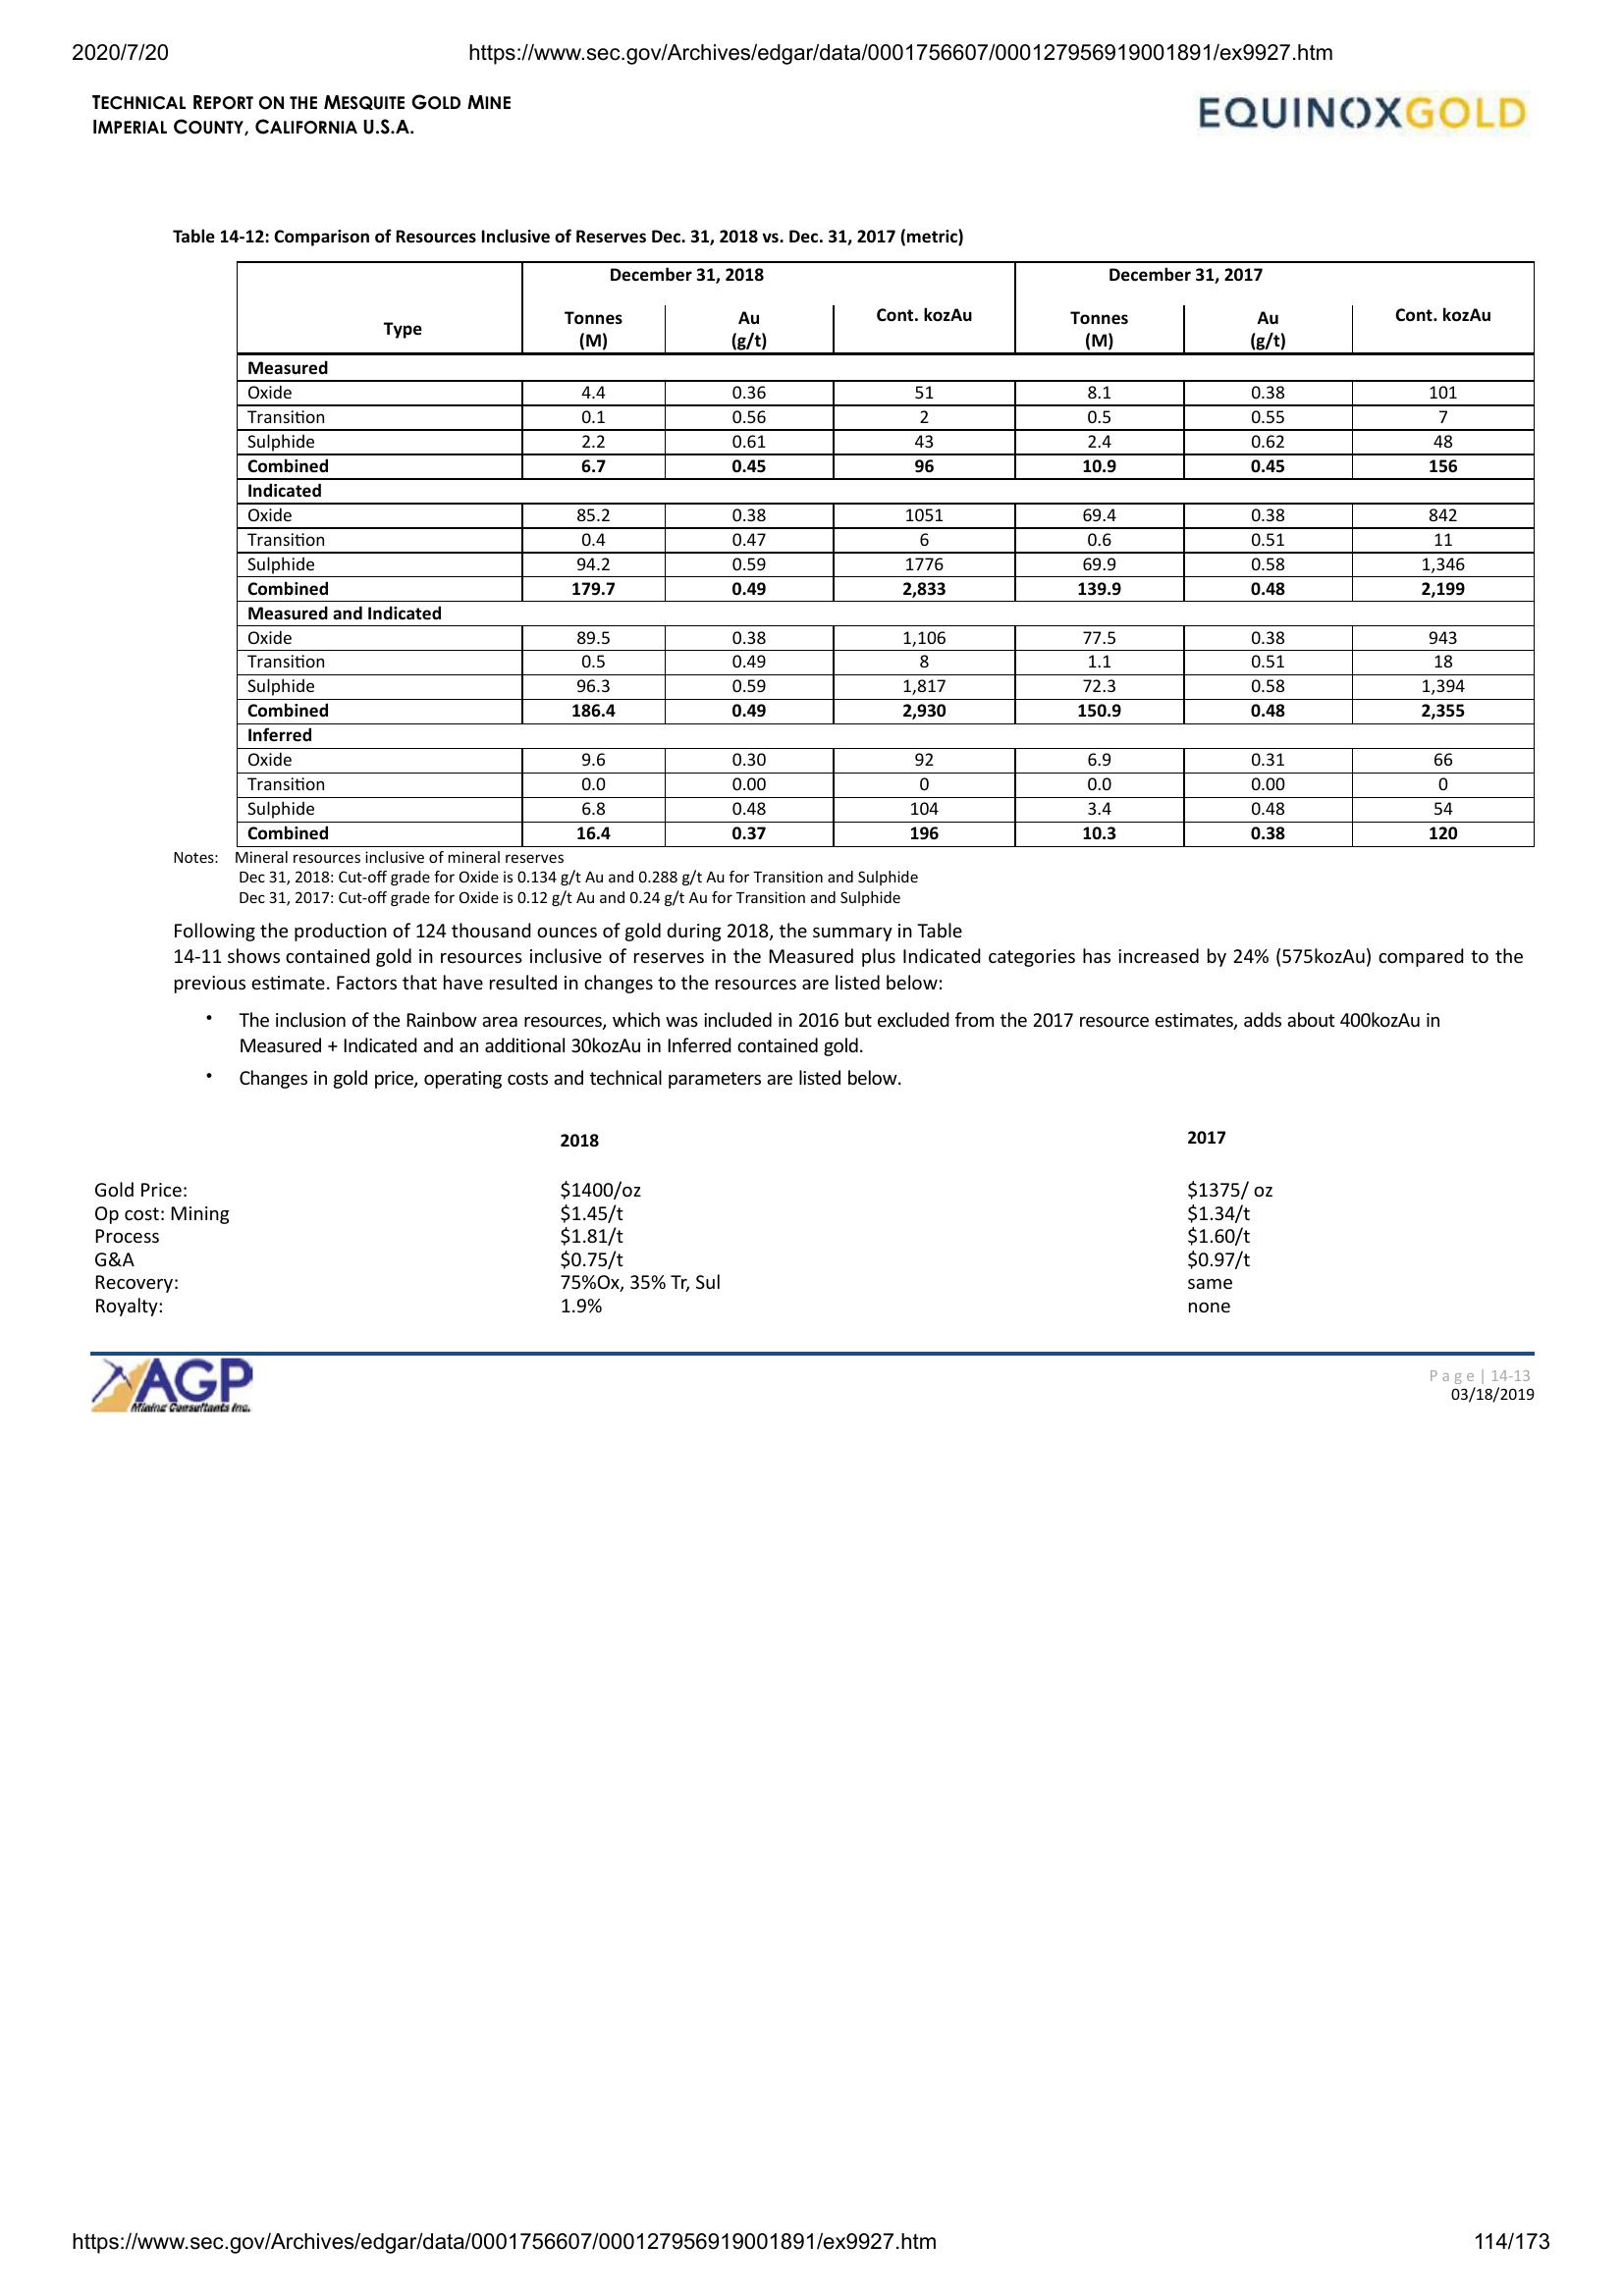 2020/7/20 https://www.sec.gov/Archives/edgar/data/0001756607/000127956919001891/ex9927.htm
TECHNICAL REPORT ON THE MESQUITE GOLD MINE
IMPERIAL COUNTY, CALIFORNIA U.S.A.
EQUINOXGOLD
Table 14-12: Comparison of Resources Inclusive of Reserves Dec. 31, 2018 vs. Dec. 31, 2017 (metric)
December 31, 2018 December 31, 2017
Type Tonnes (M) Au (g/t) Cont. kozAu Tonnes (M) Au (g/t) Cont. kozAu
Measured
Oxide 4.4 0.36 51 8.1 0.38 101
Transition 0.1 0.56 2 0.5 0.55 7
Sulphide 2.2 0.61 43 2.4 0.62 48
Combined 6.7 0.45 96 10.9 0.45 156
Indicated
Oxide 85.2 0.38 1051 69.4 0.38 842
Transition 0.4 0.47 6 0.6 0.51 11
Sulphide 94.2 0.59 1776 69.9 0.58 1,346
Combined 179.7 0.49 2,833 139.9 0.48 2,199
Measured and Indicated
Oxide 89.5 0.38 1,106 77.5 0.38 943
Transition 0.5 0.49 8 1.1 0.51 18
Sulphide 96.3 0.59 1,817 72.3 0.58 1,394
Combined 186.4 0.49 2,930 150.9 0.48 2,355
Inferred
Oxide 9.6 0.30 92 6.9 0.31 66
Transition 0.0 0.00 0 0.0 0.00 0
Sulphide 6.8 0.48 104 3.4 0.48 54
Combined 16.4 0.37 196 10.3 0.38 120
Notes: Mineral resources inclusive of mineral reserves
Dec 31, 2018: Cut-off grade for Oxide is 0.134 g/t Au and 0.288 g/t Au for Transition and Sulphide
Dec 31, 2017: Cut-off grade for Oxide is 0.12 g/t Au and 0.24 g/t Au for Transition and Sulphide
Following the production of 124 thousand ounces of gold during 2018, the summary in Table
14-11 shows contained gold in resources inclusive of reserves in the Measured plus Indicated categories has increased by 24% (575kozAu) compared to the
previous estimate. Factors that have resulted in changes to the resources are listed below:
• The inclusion of the Rainbow area resources, which was included in 2016 but excluded from the 2017 resource estimates, adds about 400kozAu in
Measured + Indicated and an additional 30kozAu in Inferred contained gold.
• Changes in gold price, operating costs and technical parameters are listed below.
2018 2017
Gold Price: $1400/oz $1375/ oz
Op cost: Mining $1.45/t $1.34/t
Process $1.81/t $1.60/t
G&A $0.75/t $0.97/t
Recovery: 75%Ox, 35% Tr, Sul same
Royalty: 1.9% none
AGP
Mining Consultants Inc.
Page | 14-13
03/18/2019
https://www.sec.gov/Archives/edgar/data/0001756607/000127956919001891/ex9927.htm 114/173